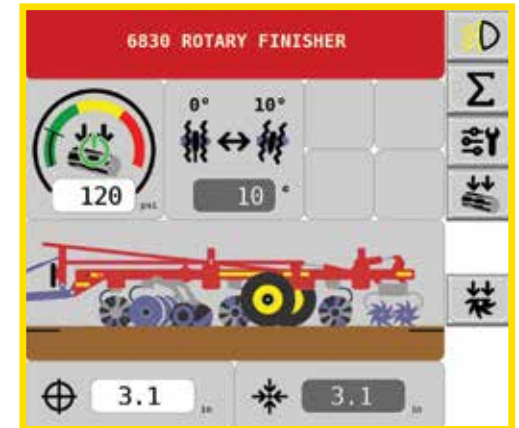 6830 ROTARY FINISHER
0° 10°
120 psi
10 °
Σ
3.1 in
3.1 in